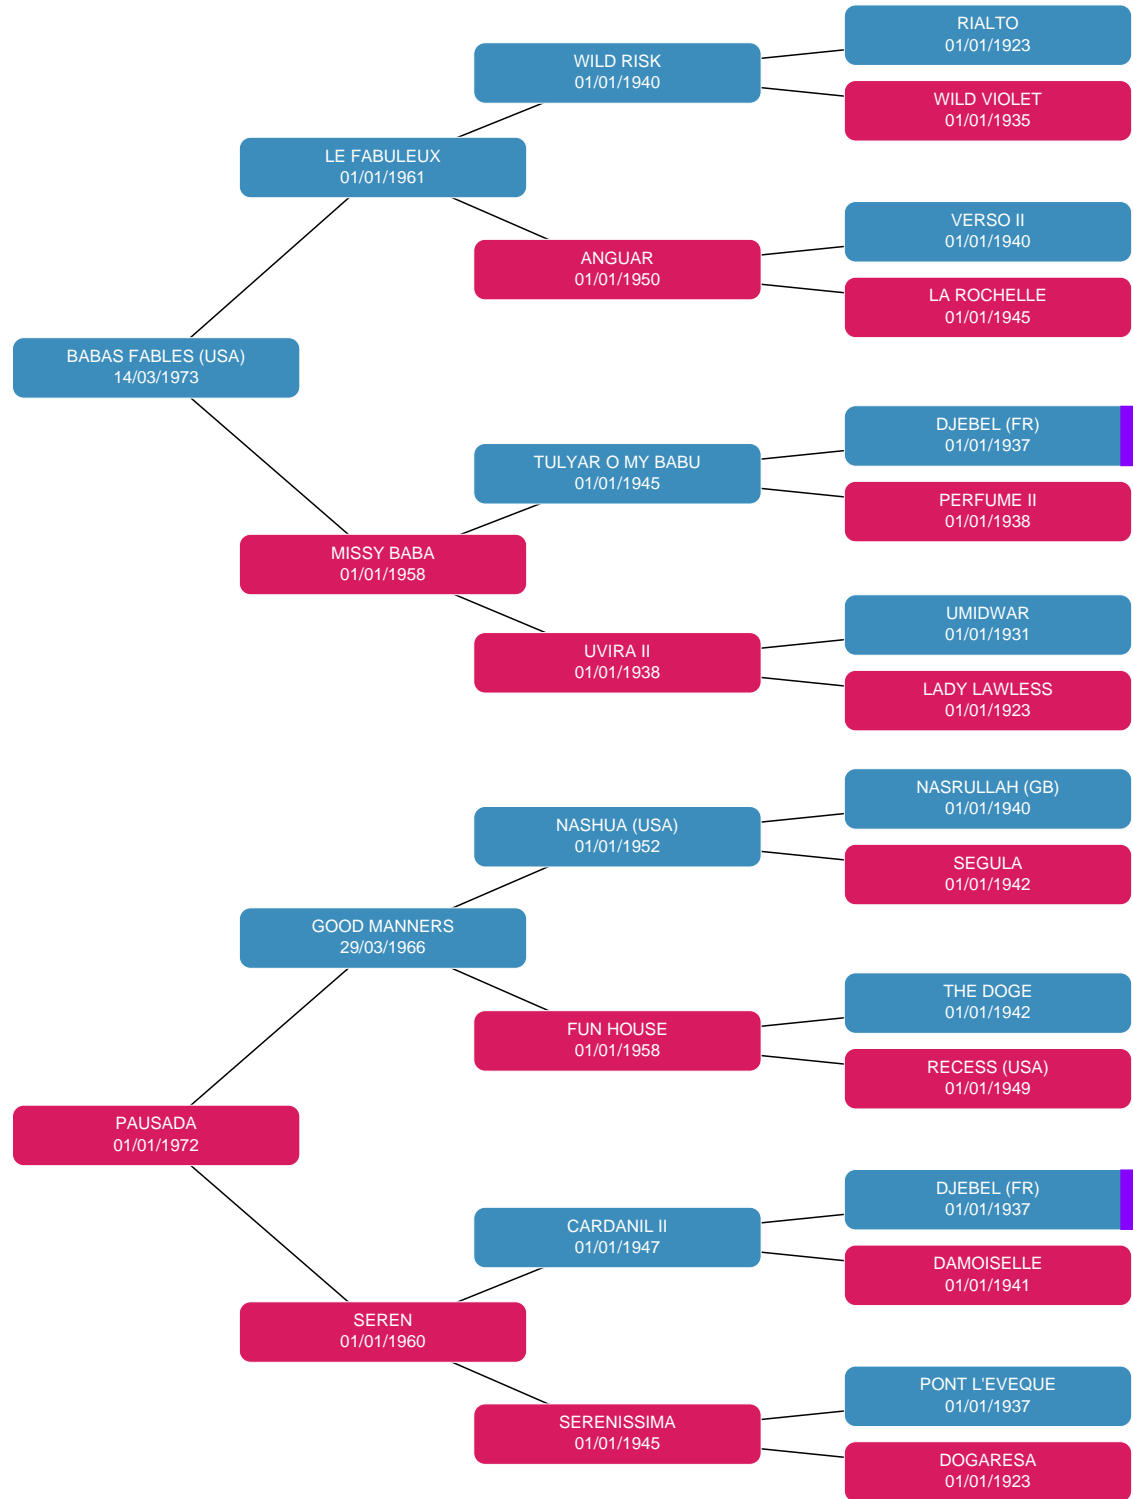 RIALTO
01/01/1923
WILD RISK
01/01/1940
WILD VIOLET
01/01/1935
LE FABULEUX
01/01/1961
VERSO II
01/01/1940
ANGUAR
01/01/1950
LA ROCHELLE
01/01/1945
BABAS FABLES (USA)
14/03/1973
DJEBEL (FR)
01/01/1937
TULYAR O MY BABU
01/01/1945
PERFUME II
01/01/1938
MISSY BABA
01/01/1958
UMIDWAR
01/01/1931
UVIRA II
01/01/1938
LADY LAWLESS
01/01/1923
NASRULLAH (GB)
01/01/1940
NASHUA (USA)
01/01/1952
SEGULA
01/01/1942
GOOD MANNERS
29/03/1966
THE DOGE
01/01/1942
FUN HOUSE
01/01/1958
RECESS (USA)
01/01/1949
PAUSADA
01/01/1972
DJEBEL (FR)
01/01/1937
CARDANIL II
01/01/1947
DAMOISELLE
01/01/1941
SEREN
01/01/1960
PONT L'EVEQUE
01/01/1937
SERENISSIMA
01/01/1945
DOGARESA
01/01/1923